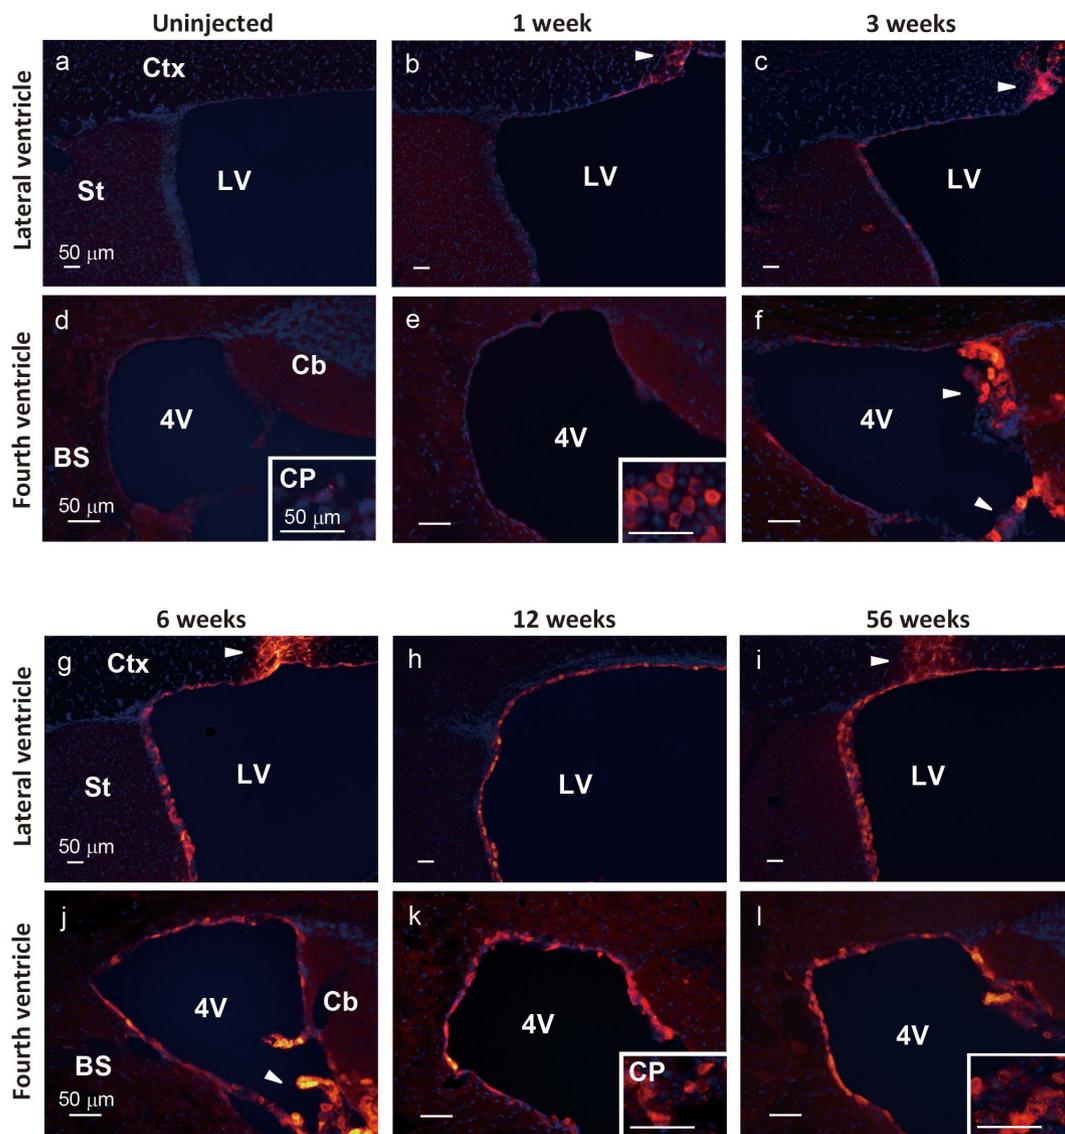 Uninjected 1 week 3 weeks
Lateral ventricle
a Ctx St LV 50 μm
b LV
c LV
Fourth ventricle
d 4V Cb BS 50 μm CP 50 μm
e 4V
f 4V
6 weeks 12 weeks 56 weeks
Lateral ventricle
g Ctx St LV 50 μm
h LV
i LV
Fourth ventricle
j 4V Cb BS 50 μm
k 4V CP
l 4V